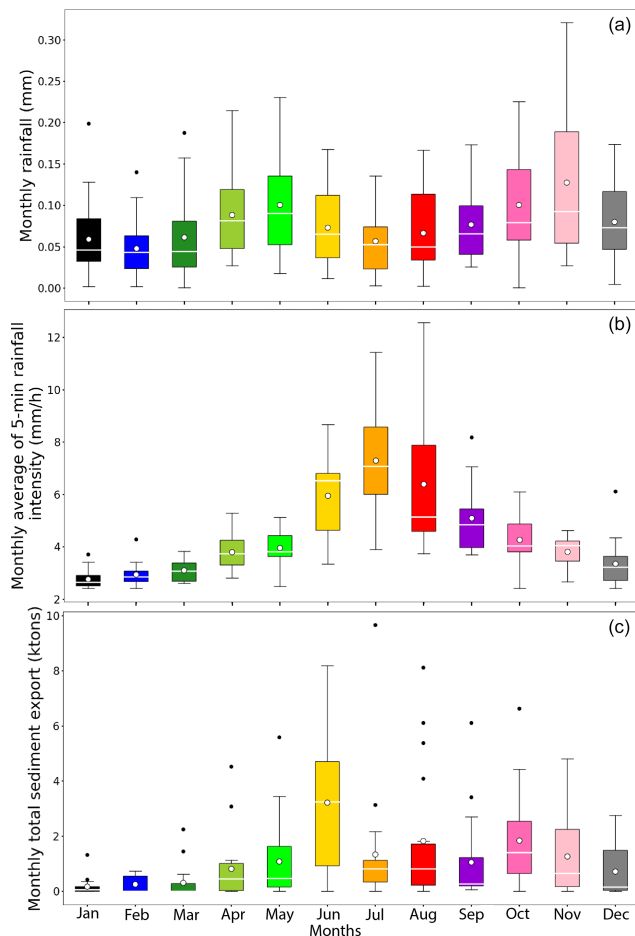 (a)
Monthly rainfall (mm)
0.30
0.25
0.20
0.15
0.10
0.05
0.00
(b)
Monthly average of 5-min rainfall
intensity (mm/h)
12
10
8
6
4
2
(c)
Monthly total sediment export (ktons)
10
8
6
4
2
0
Jan Feb Mar Apr May Jun Jul Aug Sep Oct Nov Dec
Months